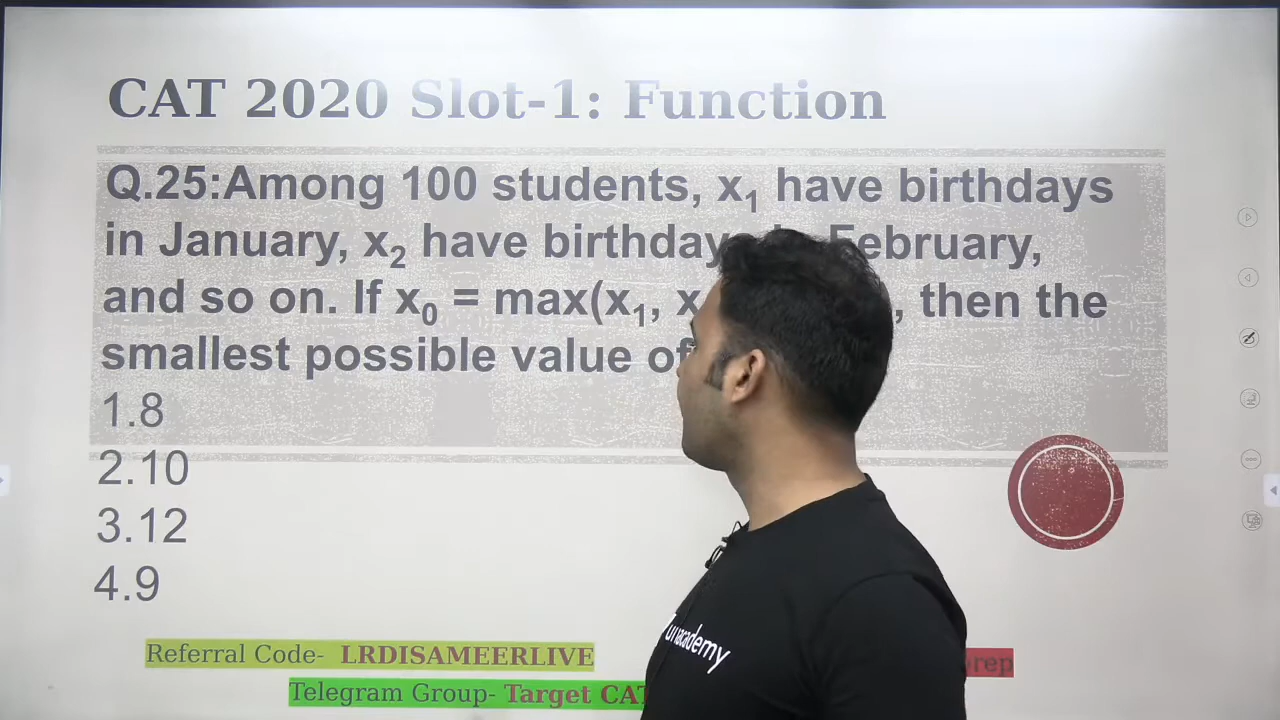 CAT 2020 Slot-1: Function
Q.25:Among 100 students, x₁ have birthdays
in January, x₂ have birthday February,
and so on. If x₀ = max(x₁, x , then the
smallest possible value of
1.8
2.10
3.12
4.9
Referral Code- LRDISAMEERLIVE
Telegram Group- Target CAT
unacademy